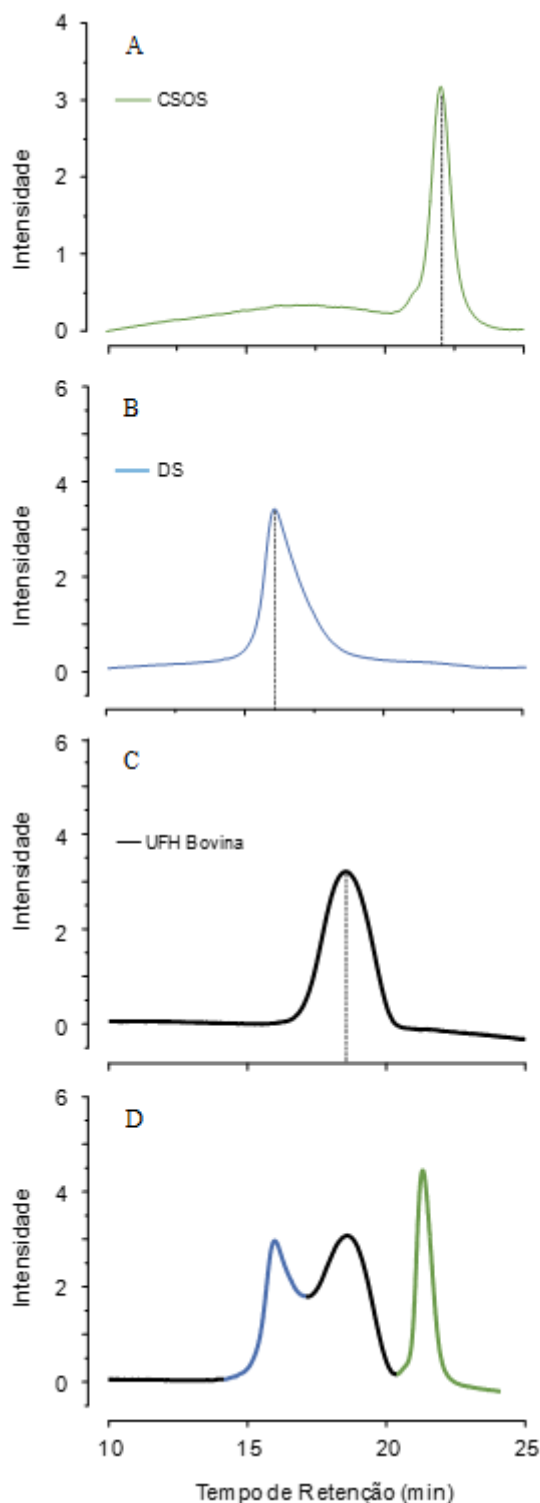 A
CSOS
Intensidade
4
3
2
1
0
B
DS
Intensidade
6
4
2
0
C
UFH Bovina
Intensidade
6
4
2
0
D
Intensidade
6
4
2
0
10 15 20 25
Tempo de Retenção (min)